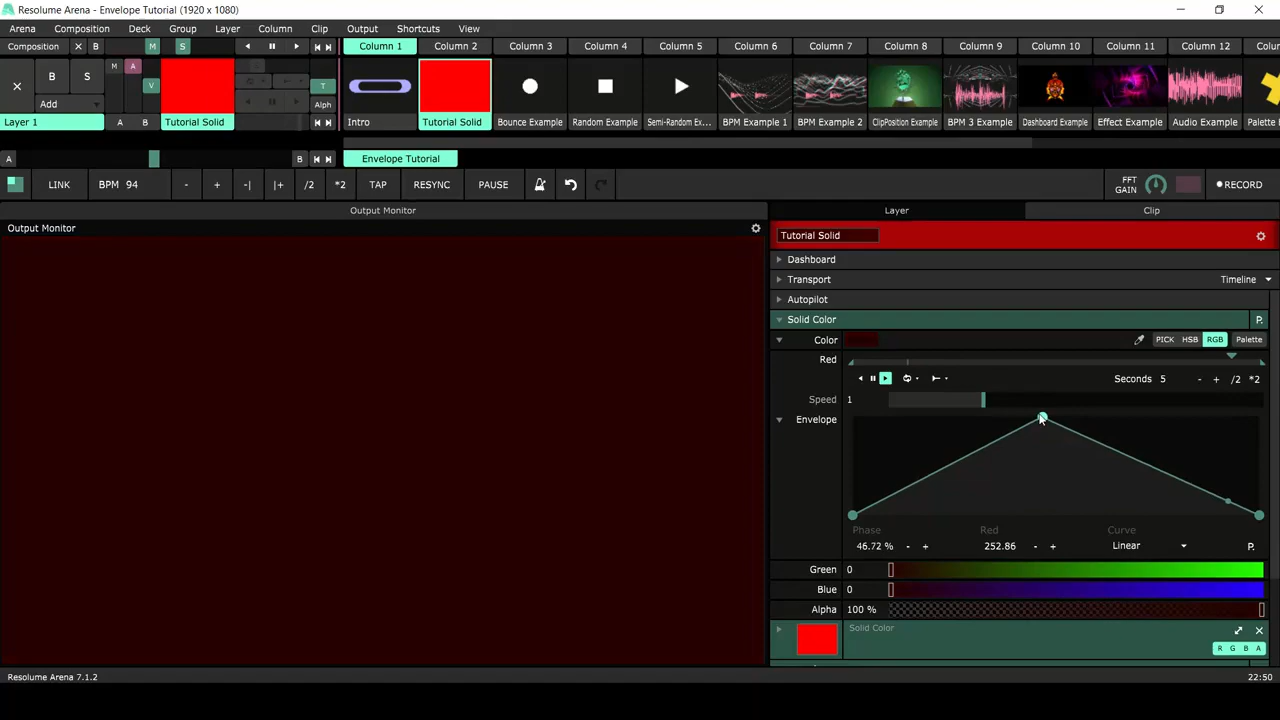 Resolume Arena - Envelope Tutorial (1920 x 1080)
Arena Composition Deck Group Layer Column Clip Output Shortcuts View
Composition X B M S Column 1 Column 2 Column 3 Column 4 Column 5 Column 6 Column 7 Column 8 Column 9 Column 10 Column 11 Column 12 Colu
B S M A V T
Add Alph
Layer 1 A B Tutorial Solid Intro Tutorial Solid Bounce Example Random Example Semi-Random Ex... BPM Example 1 BPM Example 2 ClipPosition Example BPM 3 Example Dashboard Example Effect Example Audio Example Palette
A B Envelope Tutorial
LINK BPM 94 - + -| |+ /2 *2 TAP RESYNC PAUSE FFT GAIN RECORD
Output Monitor Layer Clip
Output Monitor Tutorial Solid
Dashboard
Transport Timeline
Autopilot
Solid Color P.
Color PICK HSB RGB Palette
Red
Seconds 5 - + /2 *2
Speed 1
Envelope
Phase Red Curve
46.72 % - + 252.86 - + Linear P.
Green 0
Blue 0
Alpha 100 %
Solid Color
R G B A
Resolume Arena 7.1.2 22:50